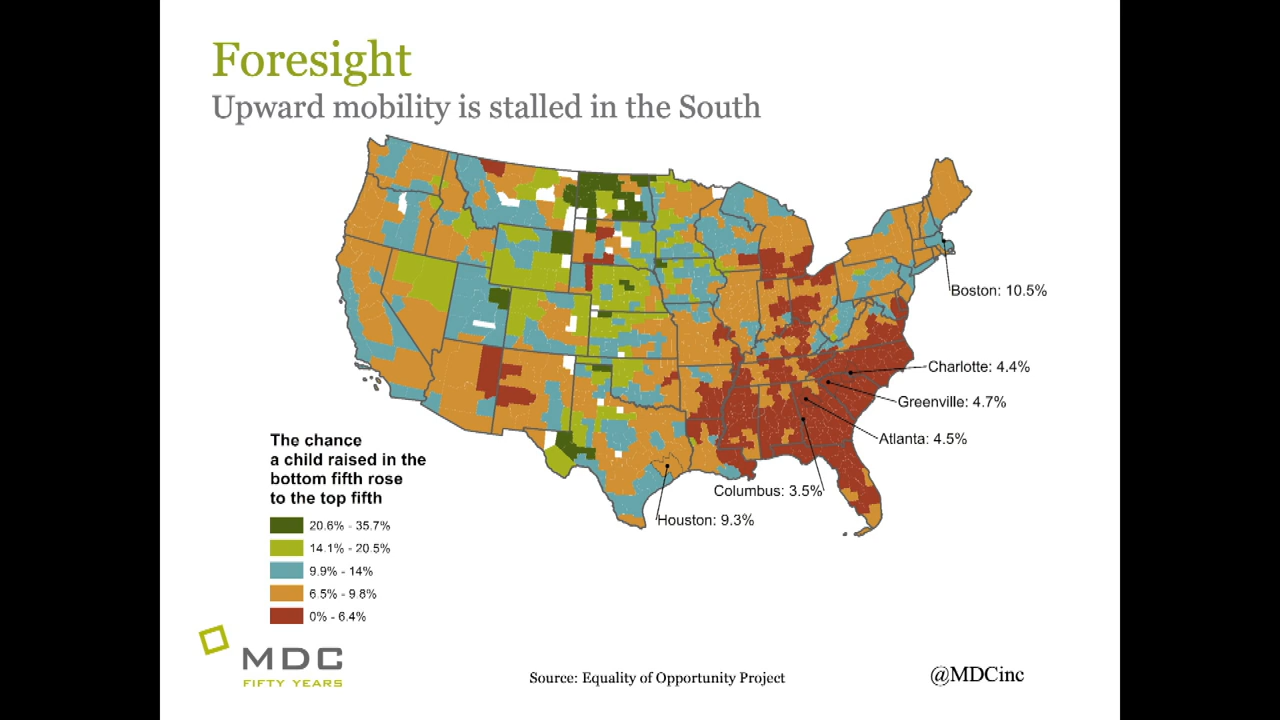 Foresight
Upward mobility is stalled in the South
Boston: 10.5%
Charlotte: 4.4%
Greenville: 4.7%
Atlanta: 4.5%
Columbus: 3.5%
Houston: 9.3%
The chance
a child raised in the
bottom fifth rose
to the top fifth
20.6% - 35.7%
14.1% - 20.5%
9.9% - 14%
6.5% - 9.8%
0% - 6.4%
MDC
FIFTY YEARS
Source: Equality of Opportunity Project
@MDCinc